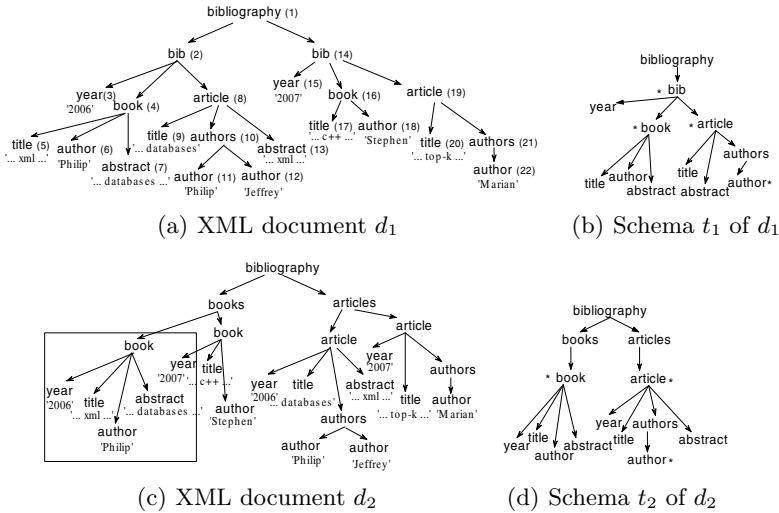 bibliography (1)
bib (2) bib (14)
year(3) '2006' book (4) article (8) year (15) '2007' book (16) article (19)
title (5) '... xml ...' author (6) 'Philip' abstract (7) '... databases ...'
title (9) '... databases' authors (10) abstract (13) '... xml ...'
author (11) 'Philip' author (12) 'Jeffrey'
title (17) '... c++ ...' author (18) 'Stephen'
title (20) '... top-k ...' authors (21)
author (22) 'Marian'
(a) XML document d1
bibliography
* bib
year
* book * article
title author abstract
title abstract authors
author*
(b) Schema t1 of d1
bibliography
books articles
book book article article
year '2006' title '... xml ...' author 'Philip' abstract '... databases ...'
year '2007' title '... c++ ...' author 'Stephen'
year '2006' title '... databases' authors abstract '... xml ...'
author 'Philip' author 'Jeffrey'
year '2007' title '... top-k ...' authors
author 'Marian'
(c) XML document d2
bibliography
books articles
* book article *
year title author abstract
year title authors abstract
author *
(d) Schema t2 of d2